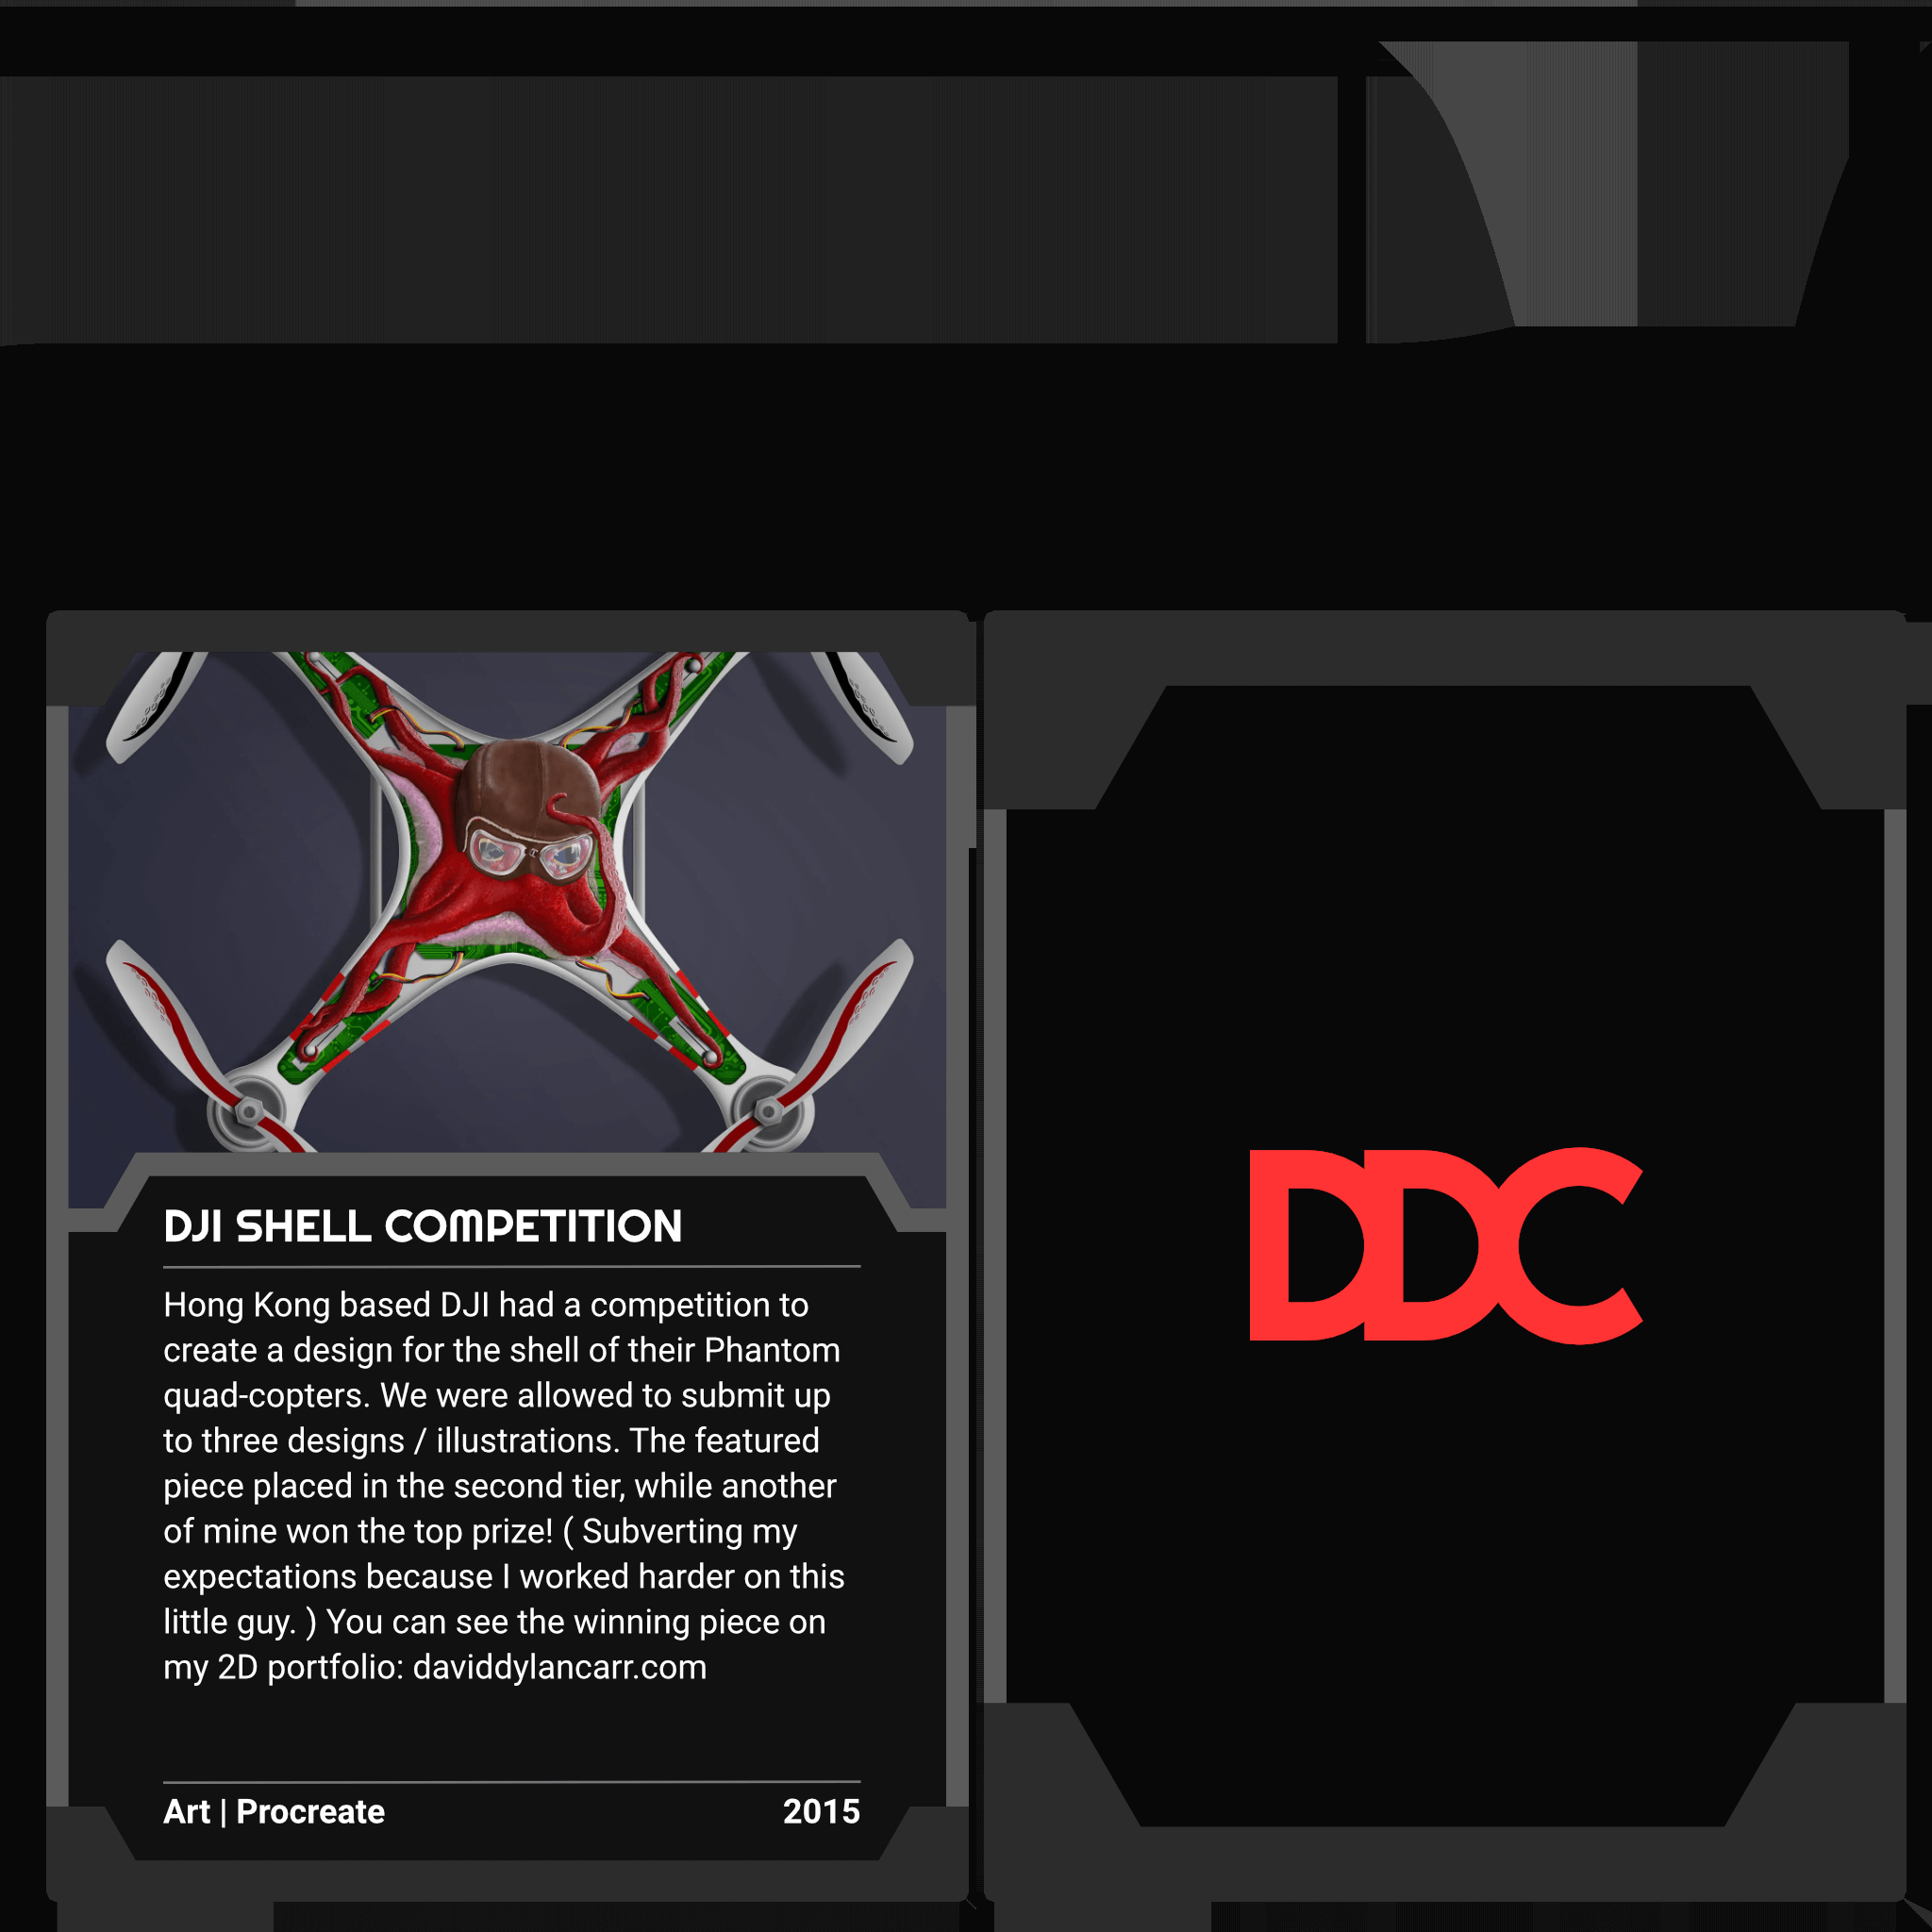 DJI SHELL COMPETITION
Hong Kong based DJI had a competition to
create a design for the shell of their Phantom
quad-copters. We were allowed to submit up
to three designs / illustrations. The featured
piece placed in the second tier, while another
of mine won the top prize! ( Subverting my
expectations because I worked harder on this
little guy. ) You can see the winning piece on
my 2D portfolio: daviddylancarr.com
Art | Procreate 2015
DDC